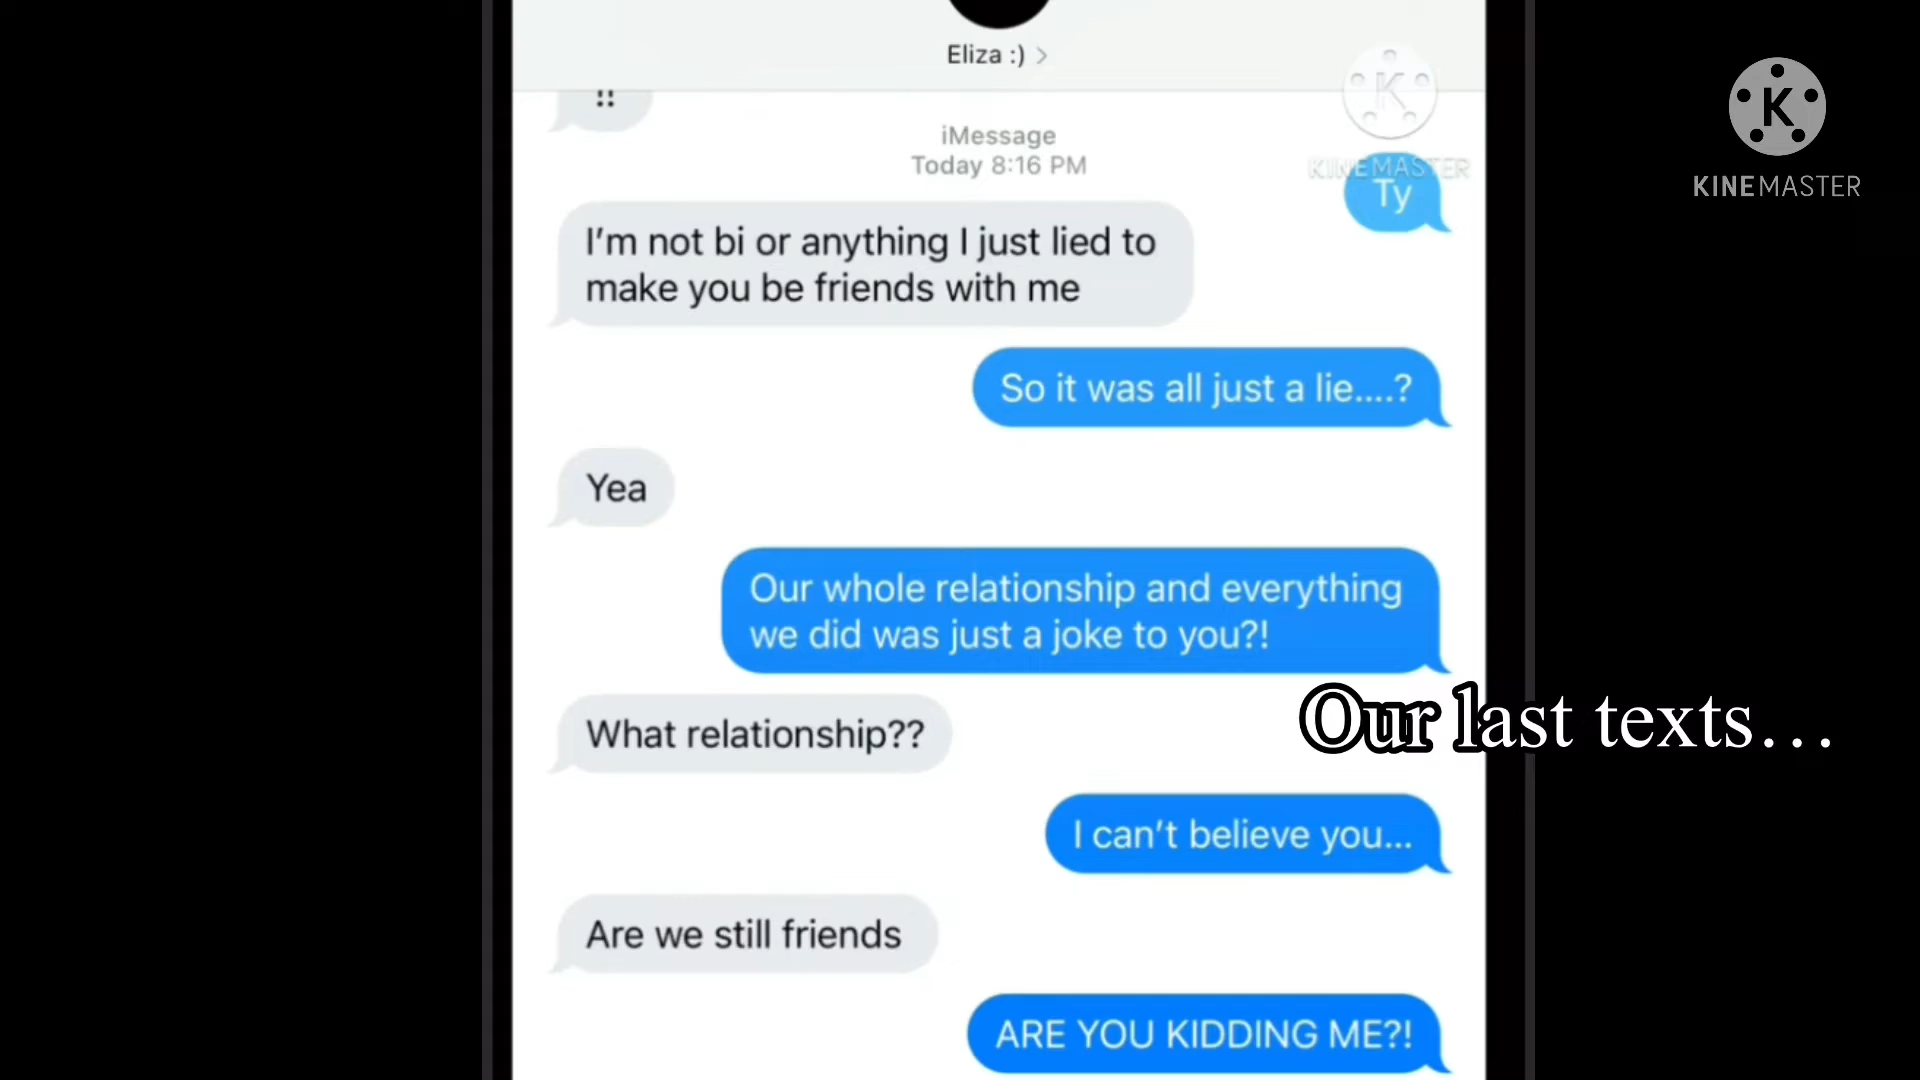 Eliza :)
!!
iMessage
Today 8:16 PM
KINEMASTER
Ty
K
KINEMASTER
I'm not bi or anything I just lied to
make you be friends with me
So it was all just a lie....?
Yea
Our whole relationship and everything
we did was just a joke to you?!
What relationship??
Our last texts...
I can't believe you...
Are we still friends
ARE YOU KIDDING ME?!